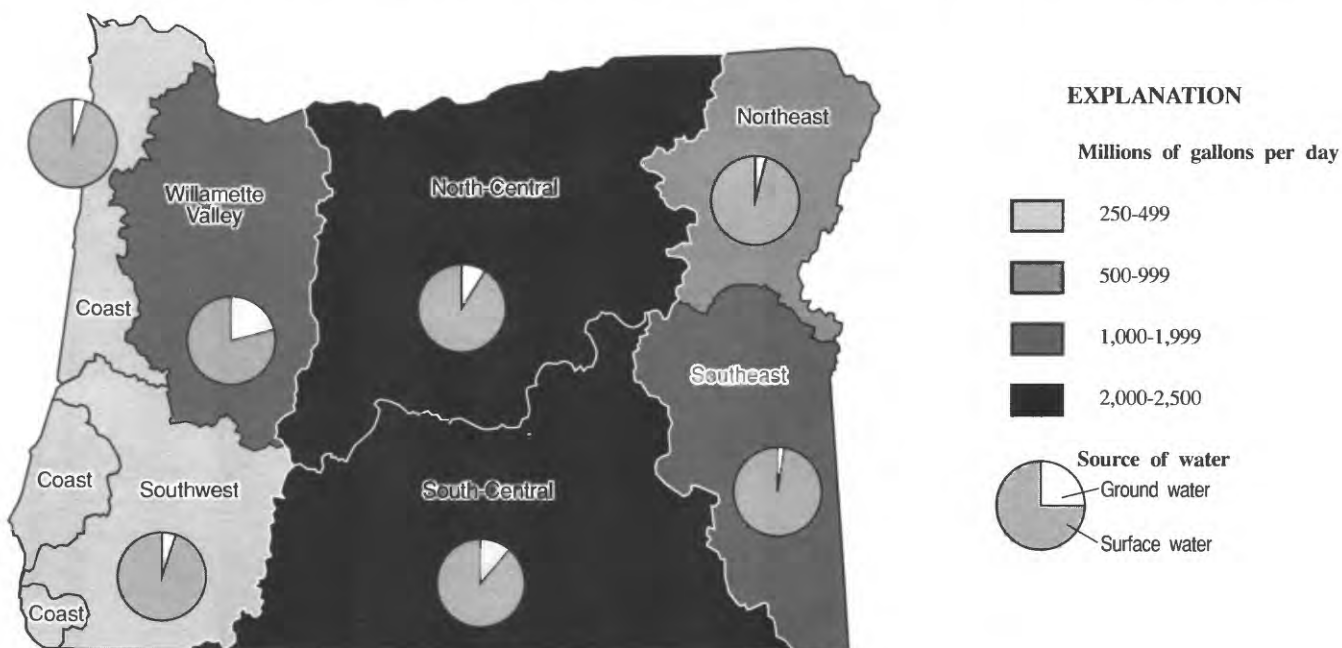 Northeast
Willamette
Valley
North-Central
Coast
Southeast
Coast
Southwest
South-Central
Coast
EXPLANATION
Millions of gallons per day
250-499
500-999
1,000-1,999
2,000-2,500
Source of water
Ground water
Surface water